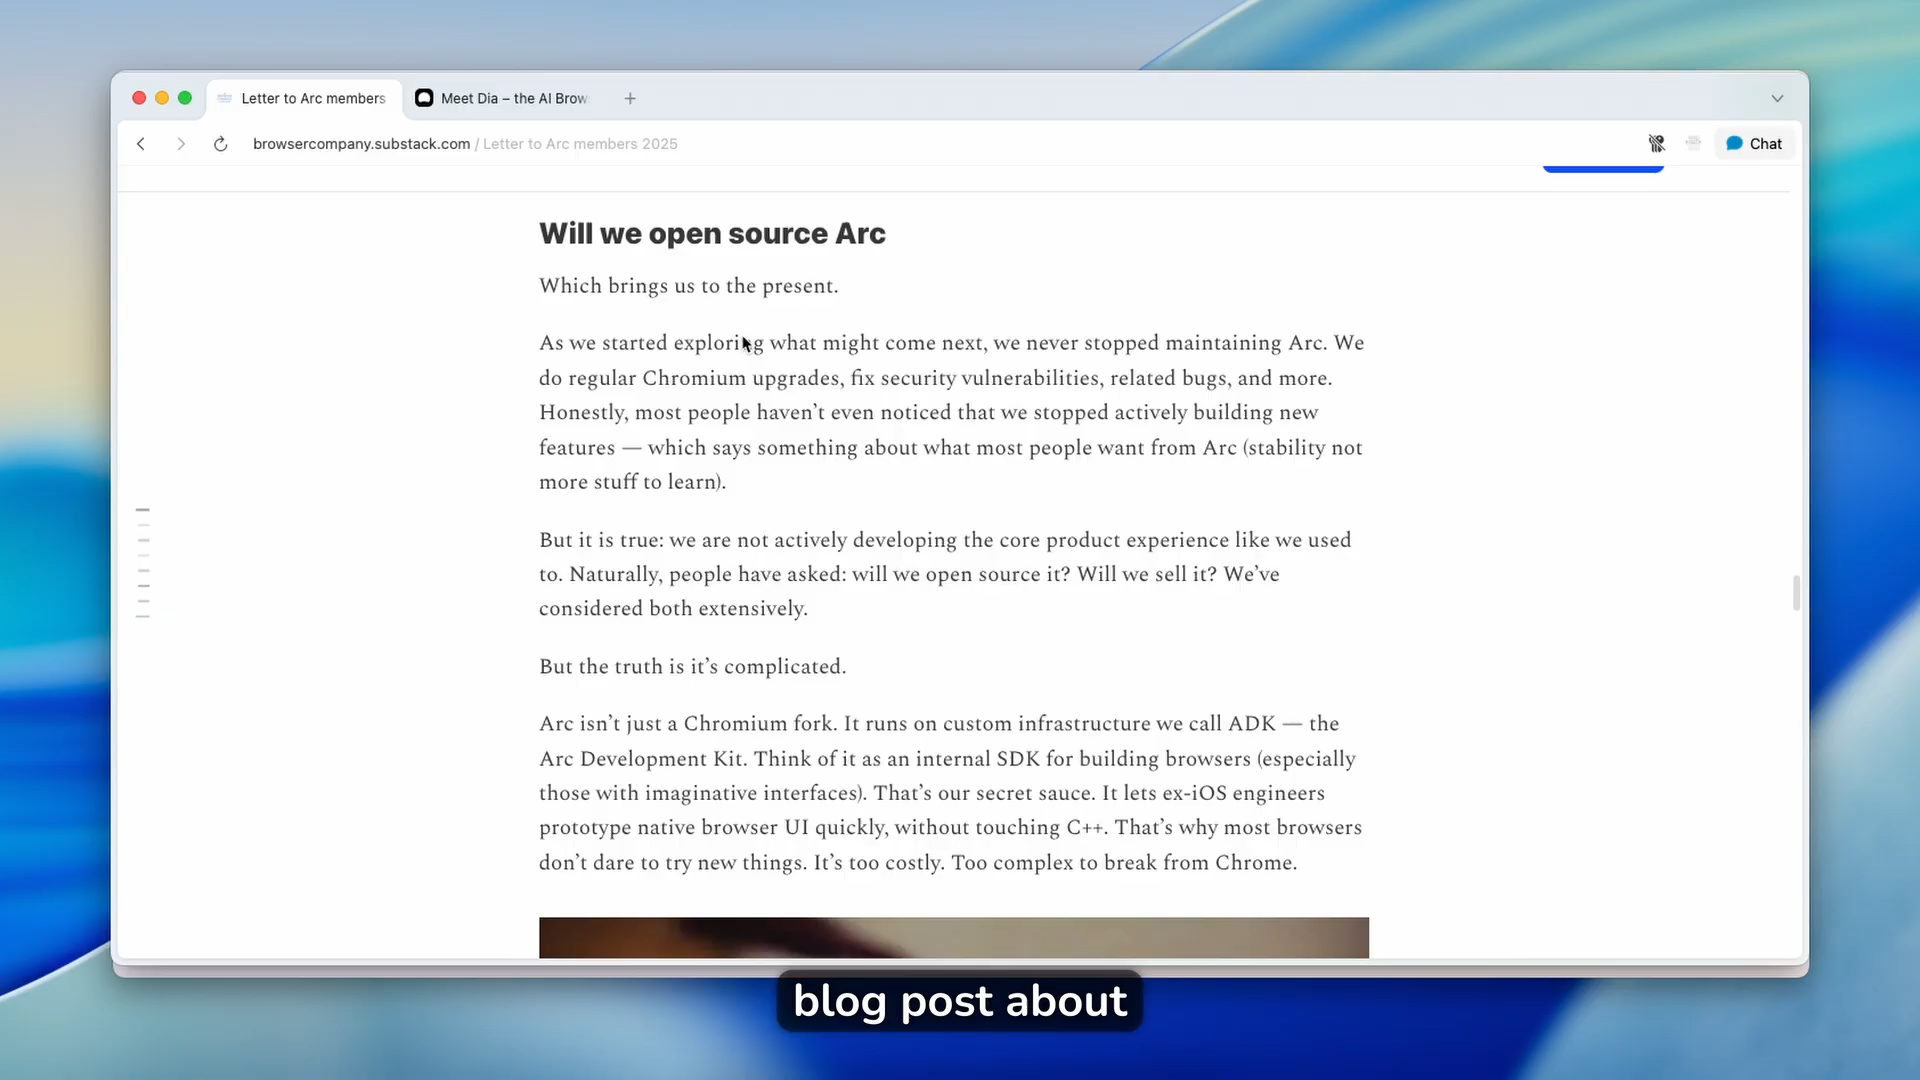 Letter to Arc members
Meet Dia – the AI Brow
browsercompany.substack.com / Letter to Arc members 2025
Chat
Will we open source Arc
Which brings us to the present.
As we started exploring what might come next, we never stopped maintaining Arc. We
do regular Chromium upgrades, fix security vulnerabilities, related bugs, and more.
Honestly, most people haven’t even noticed that we stopped actively building new
features — which says something about what most people want from Arc (stability not
more stuff to learn).
But it is true: we are not actively developing the core product experience like we used
to. Naturally, people have asked: will we open source it? Will we sell it? We’ve
considered both extensively.
But the truth is it’s complicated.
Arc isn’t just a Chromium fork. It runs on custom infrastructure we call ADK — the
Arc Development Kit. Think of it as an internal SDK for building browsers (especially
those with imaginative interfaces). That’s our secret sauce. It lets ex-iOS engineers
prototype native browser UI quickly, without touching C++. That’s why most browsers
don’t dare to try new things. It’s too costly. Too complex to break from Chrome.
blog post about